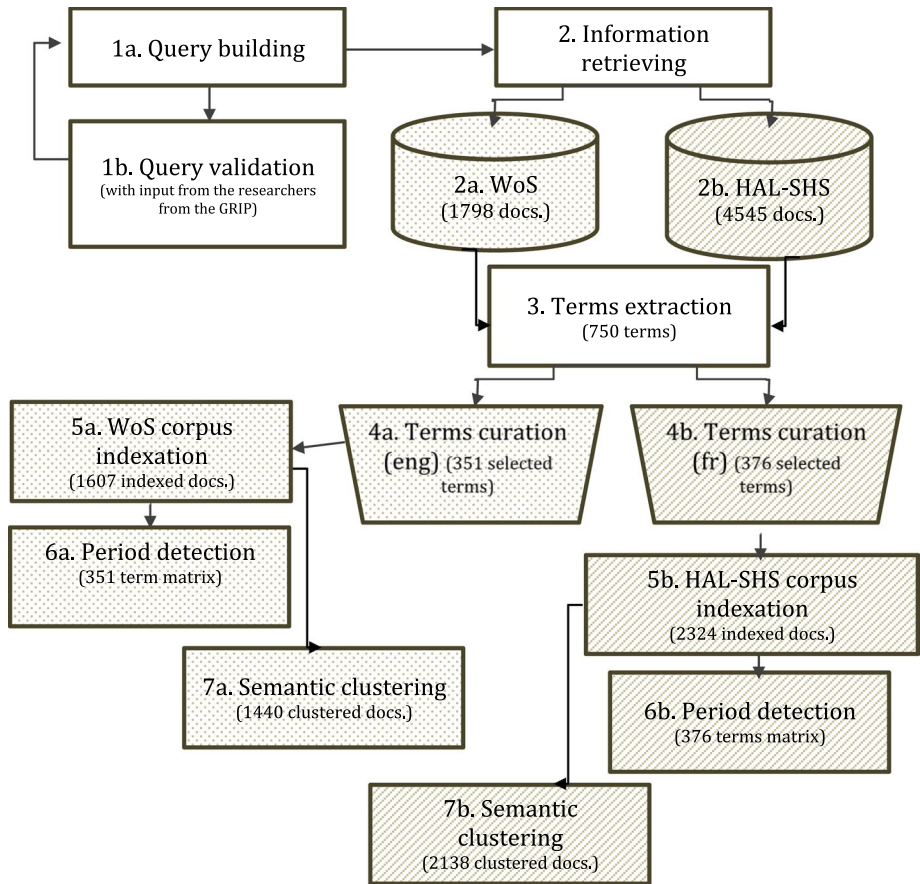 1a. Query building
2. Information
retrieving
1b. Query validation
(with input from the researchers
from the GRIP)
2a. WoS
(1798 docs.)
2b. HAL-SHS
(4545 docs.)
3. Terms extraction
(750 terms)
4a. Terms curation
(eng) (351 selected
terms)
4b. Terms curation
(fr) (376 selected
terms)
5a. WoS corpus
indexation
(1607 indexed docs.)
6a. Period detection
(351 term matrix)
5b. HAL-SHS corpus
indexation
(2324 indexed docs.)
7a. Semantic clustering
(1440 clustered docs.)
6b. Period detection
(376 terms matrix)
7b. Semantic
clustering
(2138 clustered docs.)